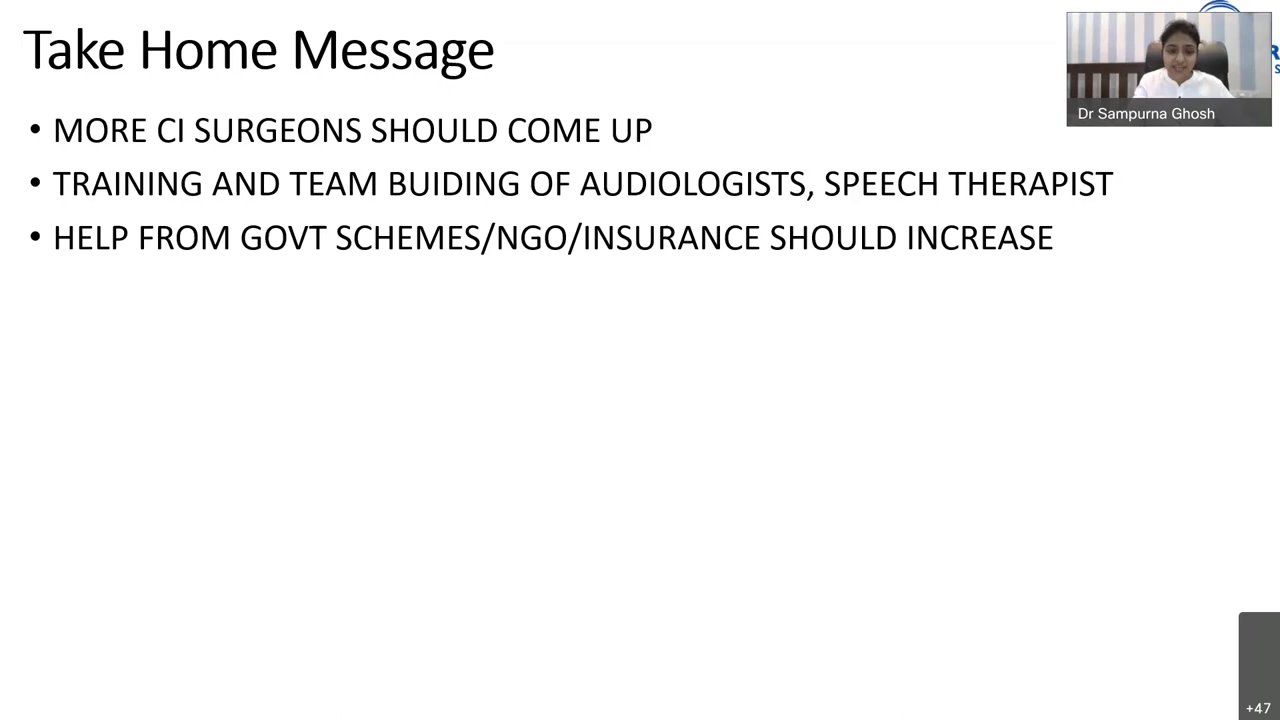 Take Home Message
• MORE CI SURGEONS SHOULD COME UP
• TRAINING AND TEAM BUIDING OF AUDIOLOGISTS, SPEECH THERAPIST
• HELP FROM GOVT SCHEMES/NGO/INSURANCE SHOULD INCREASE
Dr Sampurna Ghosh
+47